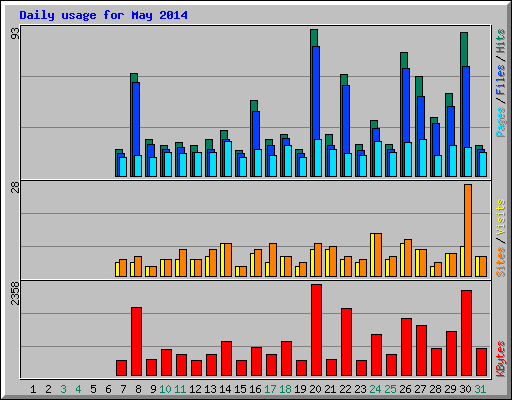 Daily usage for May 2014
93
Pages / Files / Hits
28
Sites / Visits
2358
KBytes
1 2 3 4 5 6 7 8 9 10 11 12 13 14 15 16 17 18 19 20 21 22 23 24 25 26 27 28 29 30 31